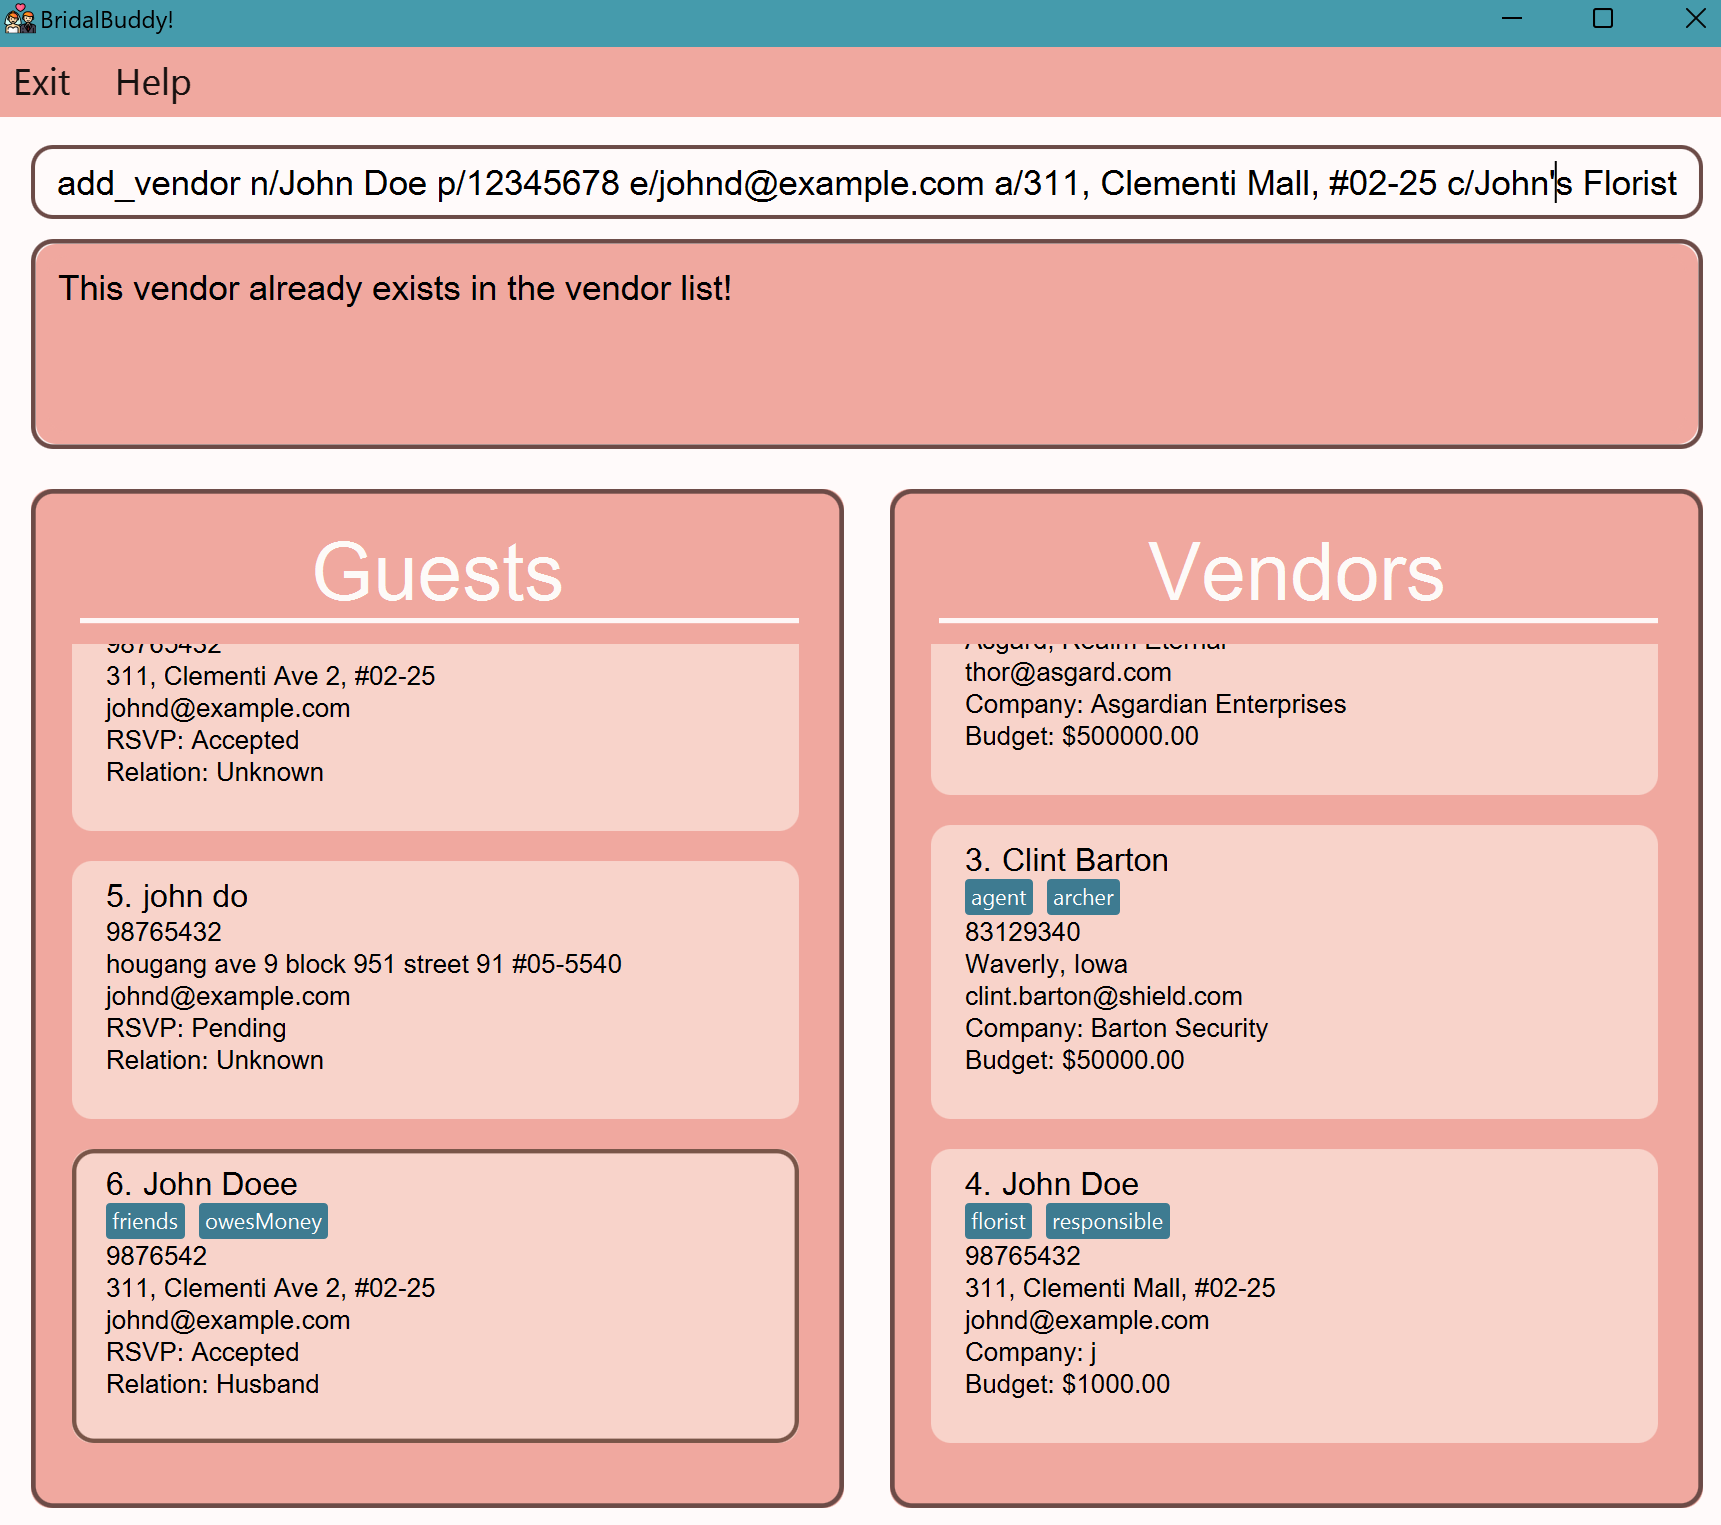 BridalBuddy!
Exit Help
add_vendor n/John Doe p/12345678 e/johnd@example.com a/311, Clementi Mall, #02-25 c/John's Florist
This vendor already exists in the vendor list!
Guests
98765432
311, Clementi Ave 2, #02-25
johnd@example.com
RSVP: Accepted
Relation: Unknown
5. john do
98765432
hougang ave 9 block 951 street 91 #05-5540
johnd@example.com
RSVP: Pending
Relation: Unknown
6. John Doee
friends owesMoney
9876542
311, Clementi Ave 2, #02-25
johnd@example.com
RSVP: Accepted
Relation: Husband
Vendors
Asgard, Realm Eternal
thor@asgard.com
Company: Asgardian Enterprises
Budget: $500000.00
3. Clint Barton
agent archer
83129340
Waverly, Iowa
clint.barton@shield.com
Company: Barton Security
Budget: $50000.00
4. John Doe
florist responsible
98765432
311, Clementi Mall, #02-25
johnd@example.com
Company: j
Budget: $1000.00